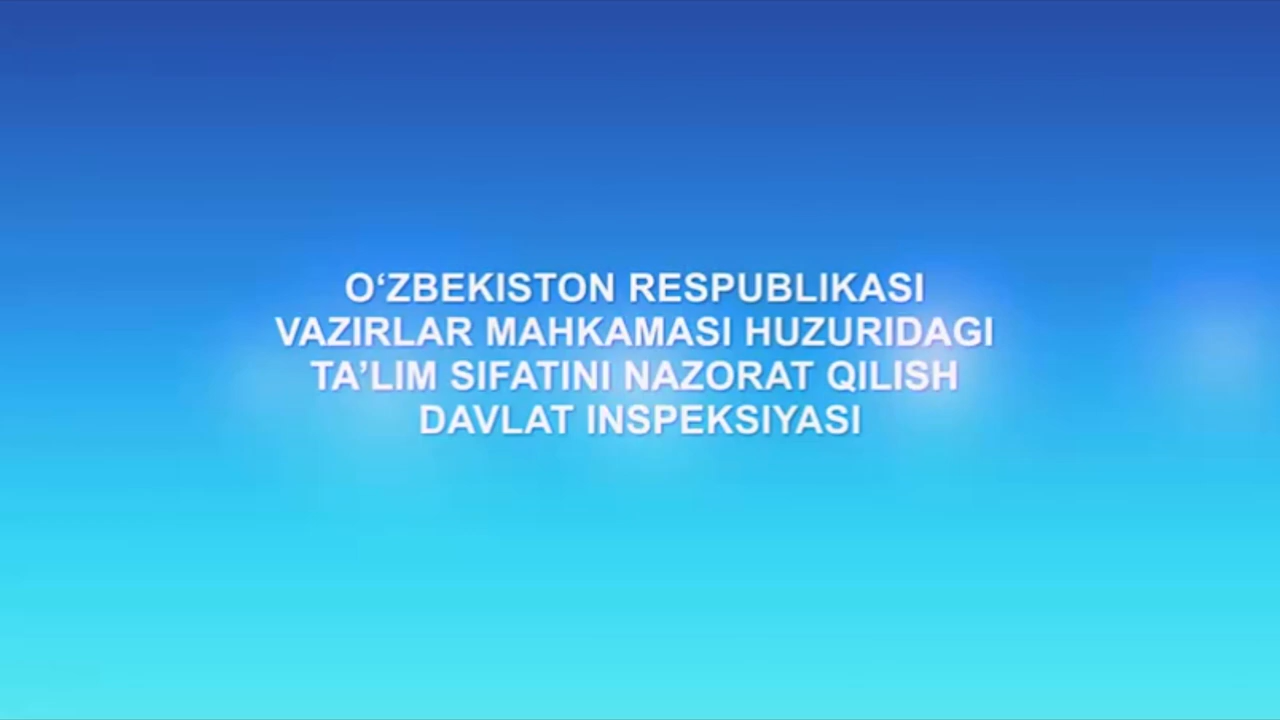 O‘ZBEKISTON RESPUBLIKASI
VAZIRLAR MAHKAMASI HUZURIDAGI
TA’LIM SIFATINI NAZORAT QILISH
DAVLAT INSPEKSIYASI